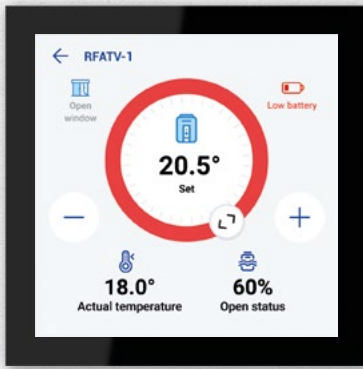 RFATV-1
Open
window
Low battery
20.5°
Set
18.0°
Actual temperature
60%
Open status